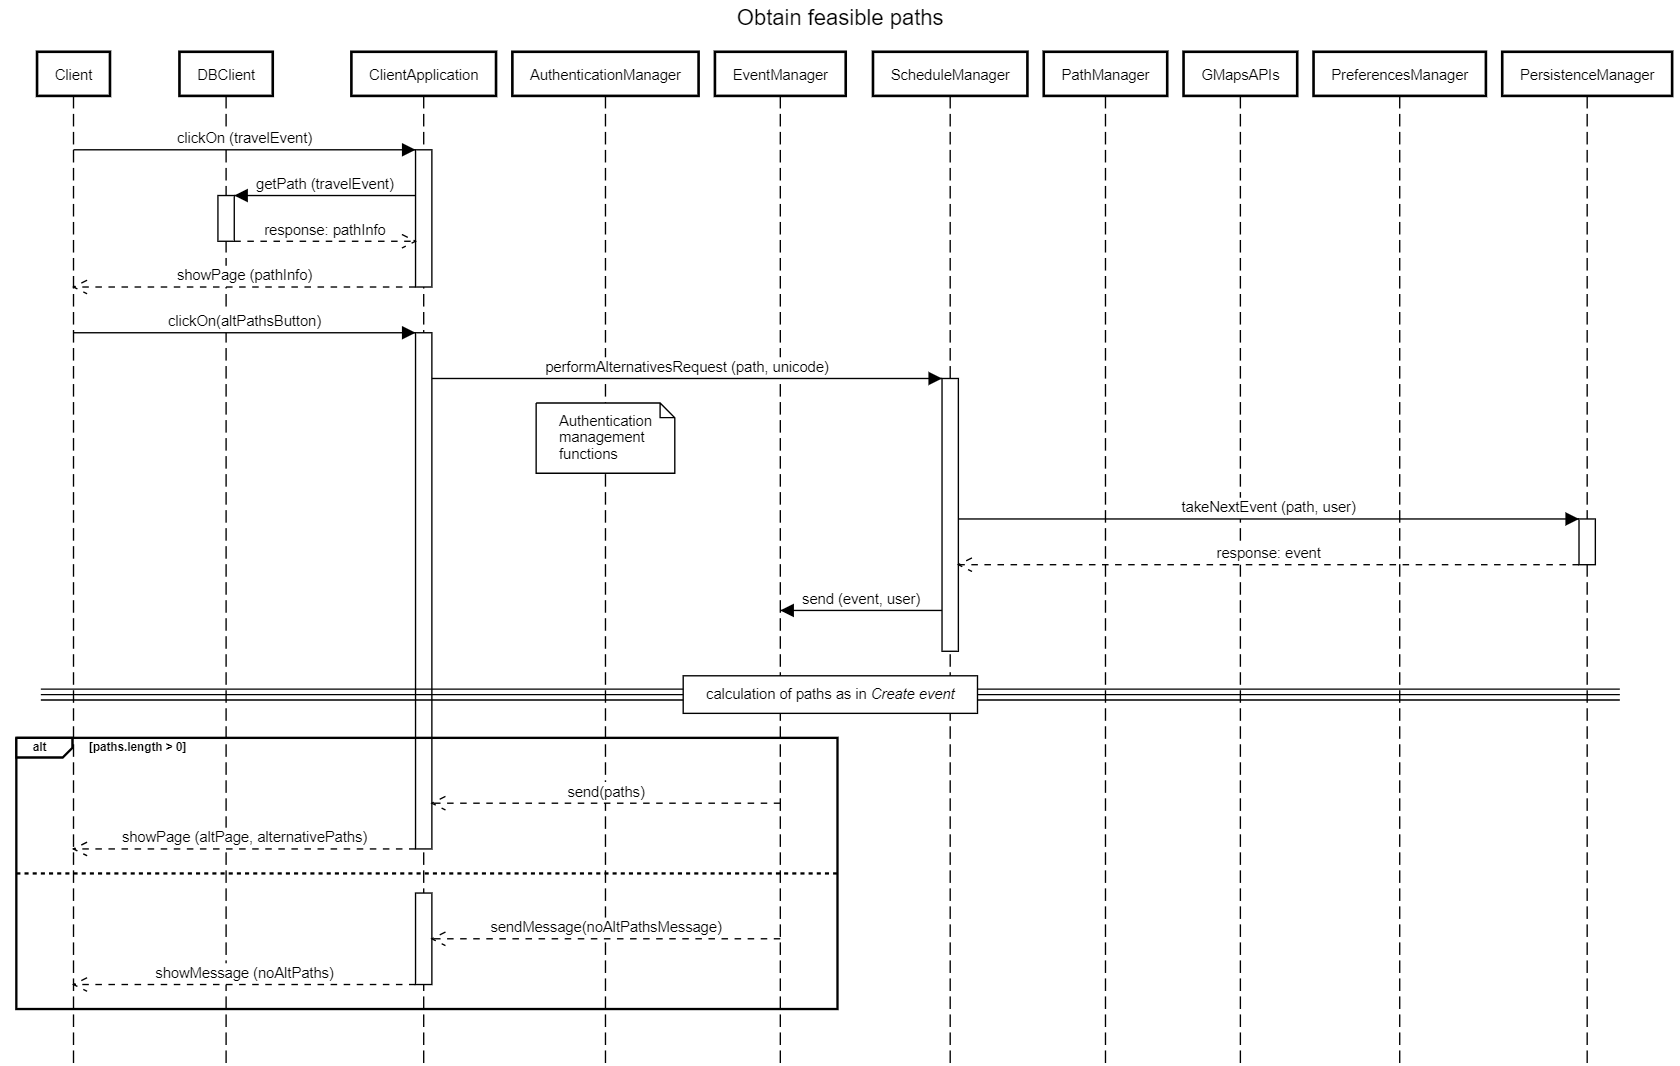 Obtain feasible paths
Client
DBClient
ClientApplication
AuthenticationManager
EventManager
ScheduleManager
PathManager
GMapsAPIs
PreferencesManager
PersistenceManager
clickOn (travelEvent)
getPath (travelEvent)
response: pathInfo
showPage (pathInfo)
clickOn(altPathsButton)
performAlternativesRequest (path, unicode)
Authentication
management
functions
takeNextEvent (path, user)
response: event
send (event, user)
calculation of paths as in Create event
alt
[paths.length > 0]
send(paths)
showPage (altPage, alternativePaths)
sendMessage(noAltPathsMessage)
showMessage (noAltPaths)